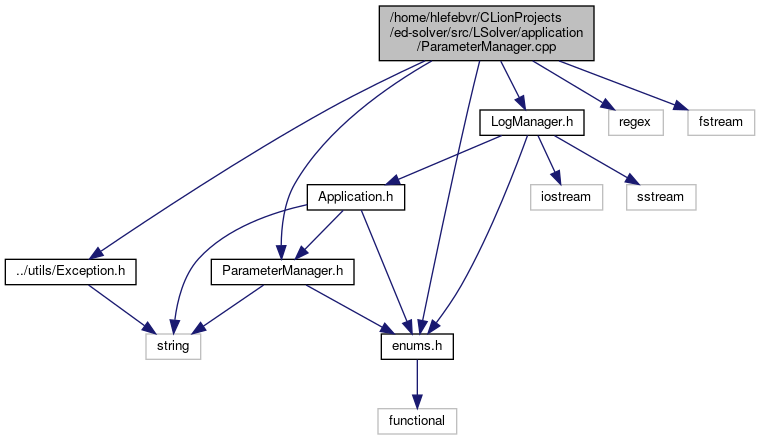 /home/hlefebvr/CLionProjects
/ed-solver/src/LSolver/application
/ParameterManager.cpp
LogManager.h
regex
fstream
Application.h
iostream
sstream
../utils/Exception.h
ParameterManager.h
string
enums.h
functional